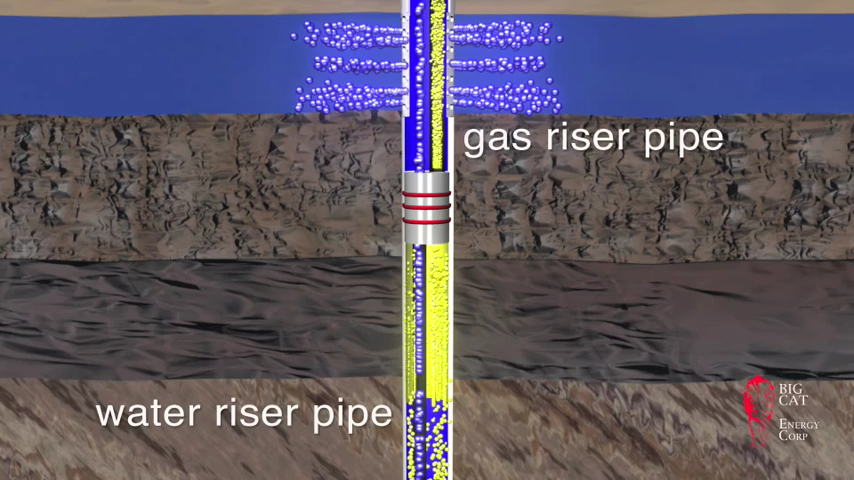 gas riser pipe
water riser pipe
BIG
CAT
ENERGY
CORP